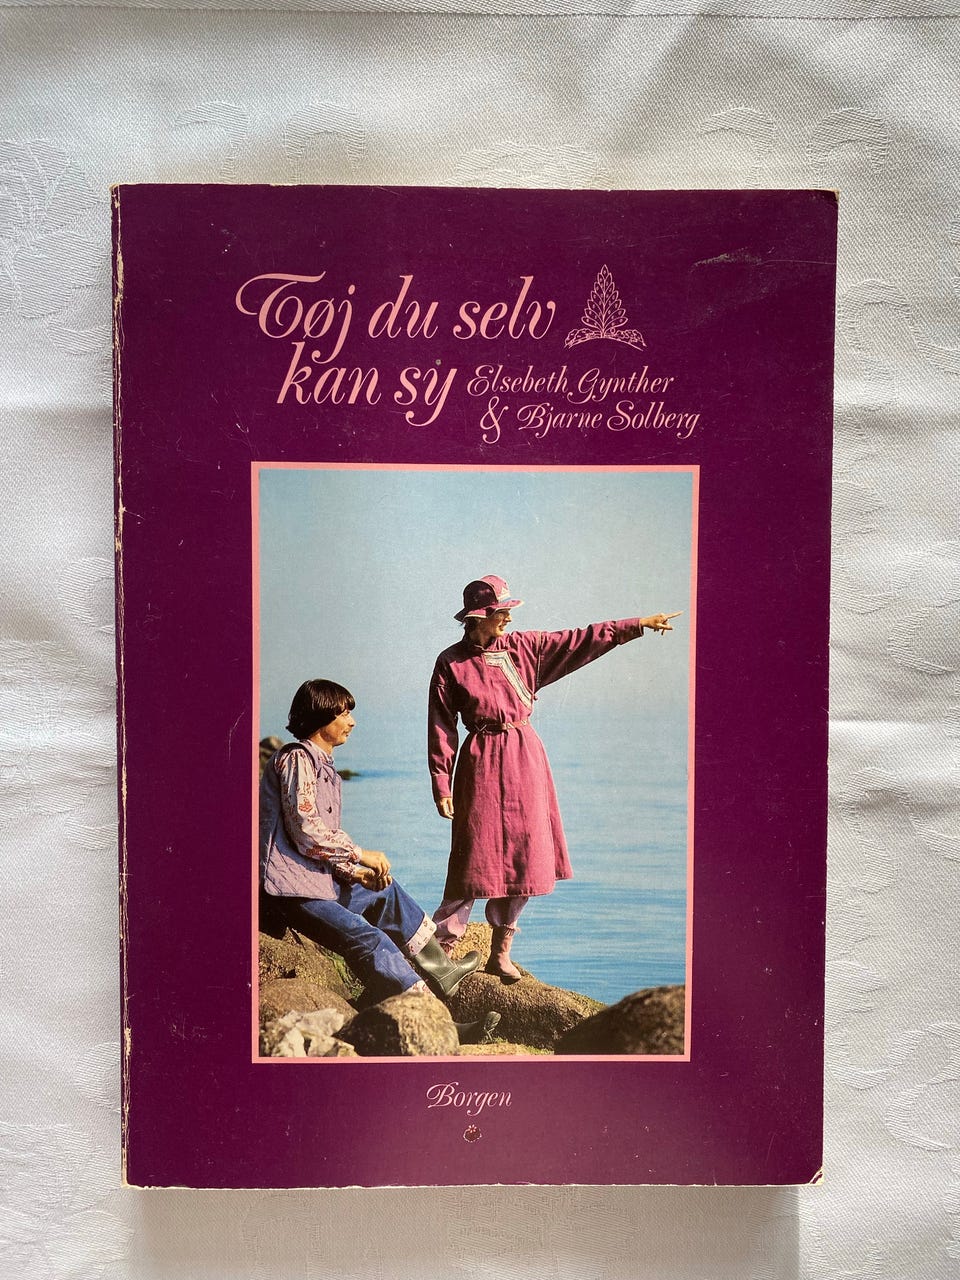 Tøj du selv
kan sy
Elsebeth Gynther
& Bjarne Solberg
Borgen